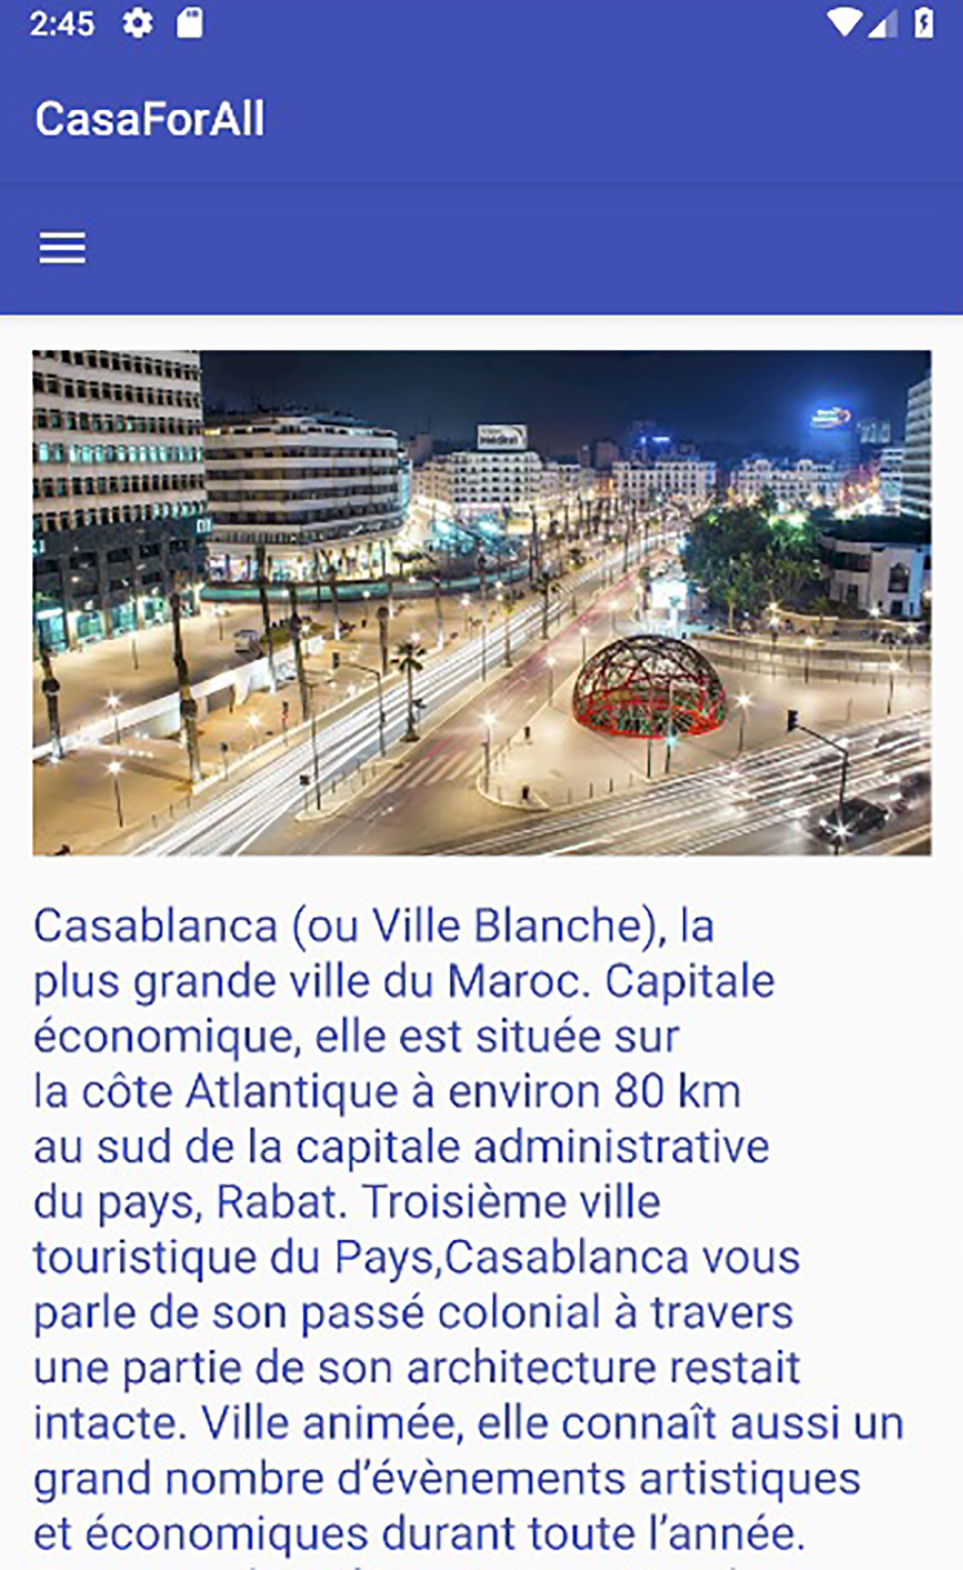 2:45
CasaForAll
Casablanca (ou Ville Blanche), la
plus grande ville du Maroc. Capitale
économique, elle est située sur
la côte Atlantique à environ 80 km
au sud de la capitale administrative
du pays, Rabat. Troisième ville
touristique du Pays,Casablanca vous
parle de son passé colonial à travers
une partie de son architecture restait
intacte. Ville animée, elle connaît aussi un
grand nombre d’évènements artistiques
et économiques durant toute l’année.